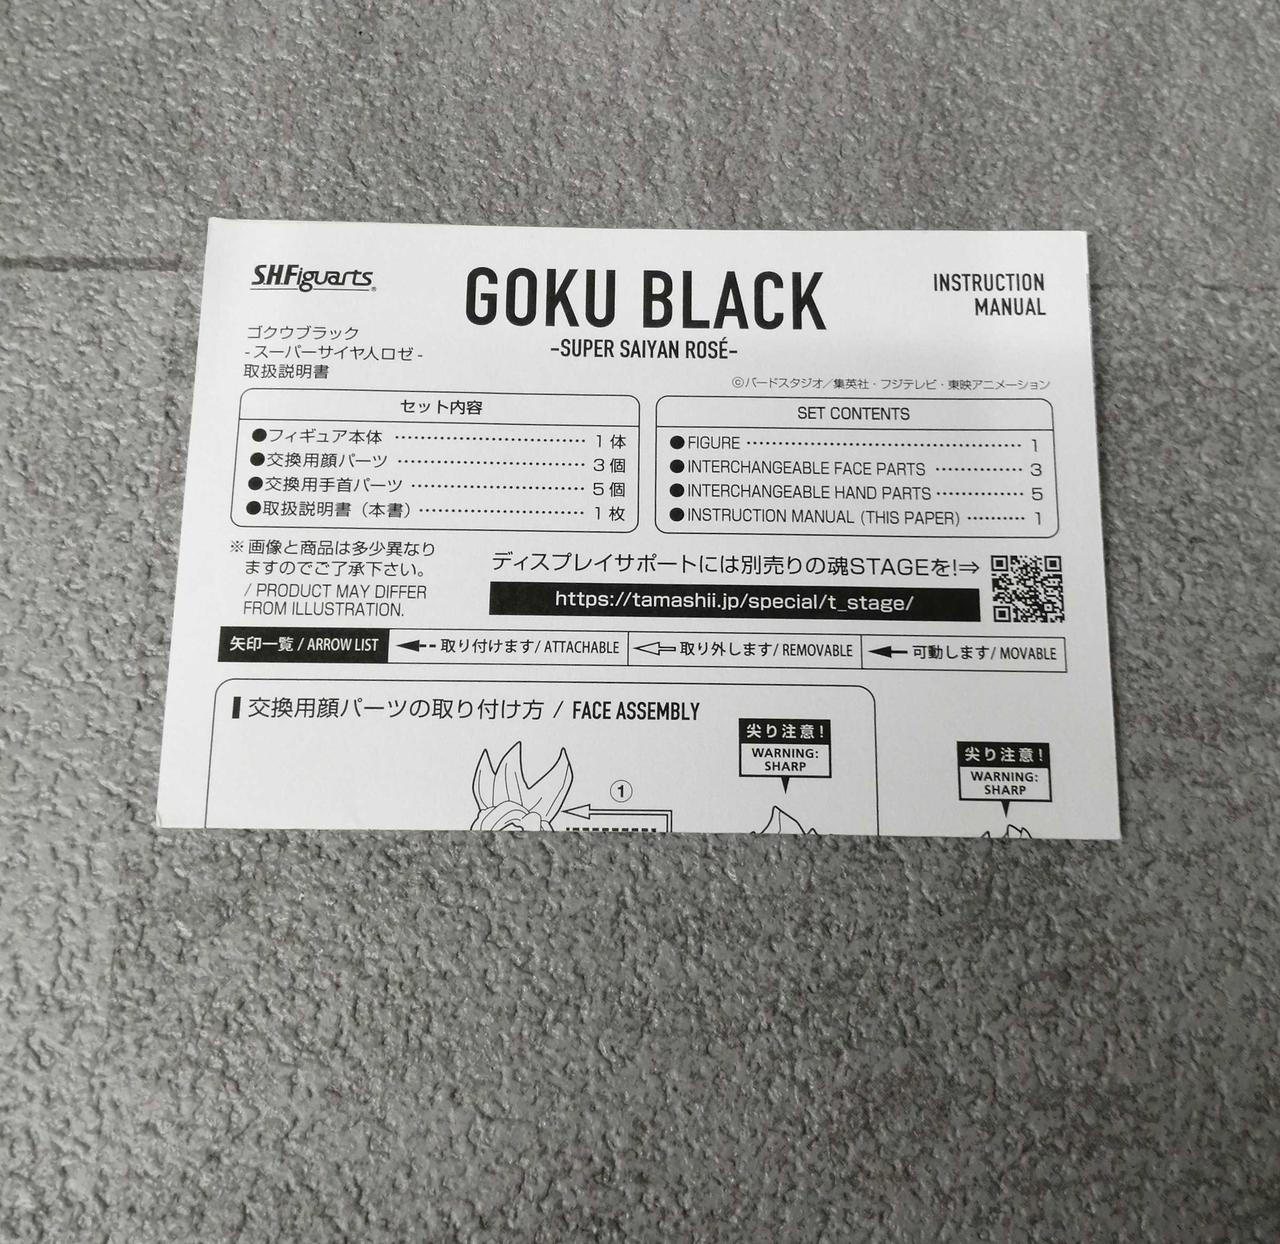 S.H.Figuarts®
GOKU BLACK
-SUPER SAIYAN ROSÉ-
INSTRUCTION
MANUAL
ゴクウブラック
-スーパーサイヤ人ロゼ-
取扱説明書
©バードスタジオ/集英社・フジテレビ・東映アニメーション
セット内容
●フィギュア本体 ………………………… 1 体
●交換用顔パーツ ………………………… 3 個
●交換用手首パーツ ……………………… 5 個
●取扱説明書(本書) …………………… 1 枚
SET CONTENTS
●FIGURE ………………………………… 1
●INTERCHANGEABLE FACE PARTS ………… 3
●INTERCHANGEABLE HAND PARTS ………… 5
●INSTRUCTION MANUAL (THIS PAPER) ……… 1
※画像と商品は多少異なり
ますのでご了承下さい。
/ PRODUCT MAY DIFFER
FROM ILLUSTRATION.
ディスプレイサポートには別売りの魂STAGEを!⇒
https://tamashii.jp/special/t_stage/
矢印一覧 / ARROW LIST
取り付けます/ ATTACHABLE
取り外します/ REMOVABLE
可動します/ MOVABLE
交換用顔パーツの取り付け方 / FACE ASSEMBLY
①
尖り注意!
WARNING:
SHARP
尖り注意!
WARNING:
SHARP